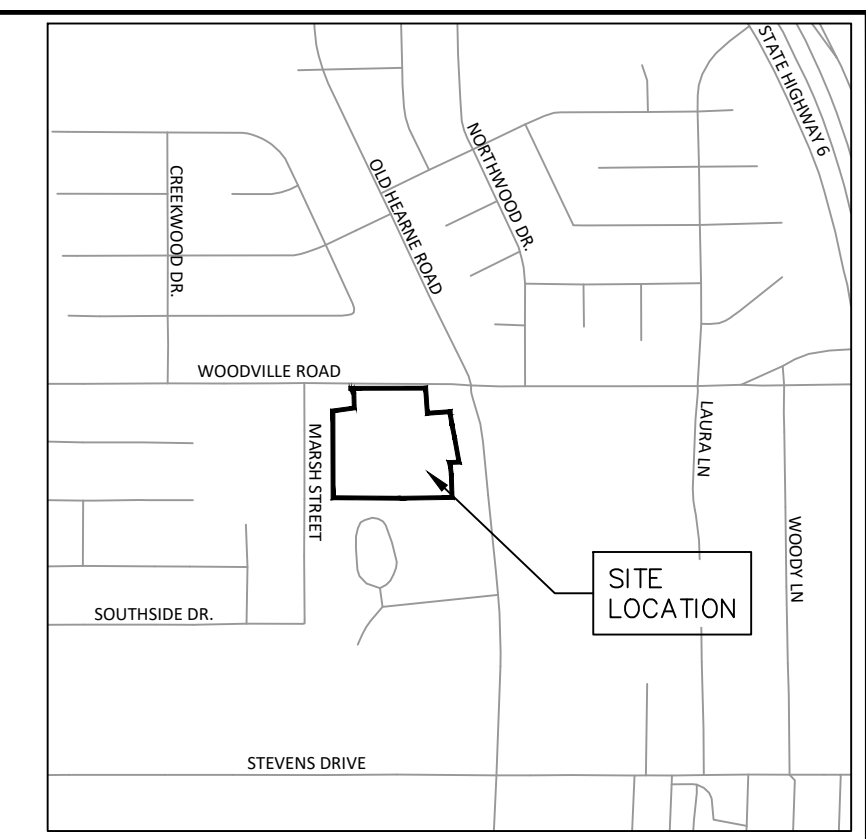 STATE HIGHWAY 6
NORTHWOOD DR.
OLD HEARNE ROAD
CREEKWOOD DR.
WOODVILLE ROAD
MARSH STREET
LAURA LN
WOODY LN
SITE
LOCATION
SOUTHSIDE DR.
STEVENS DRIVE